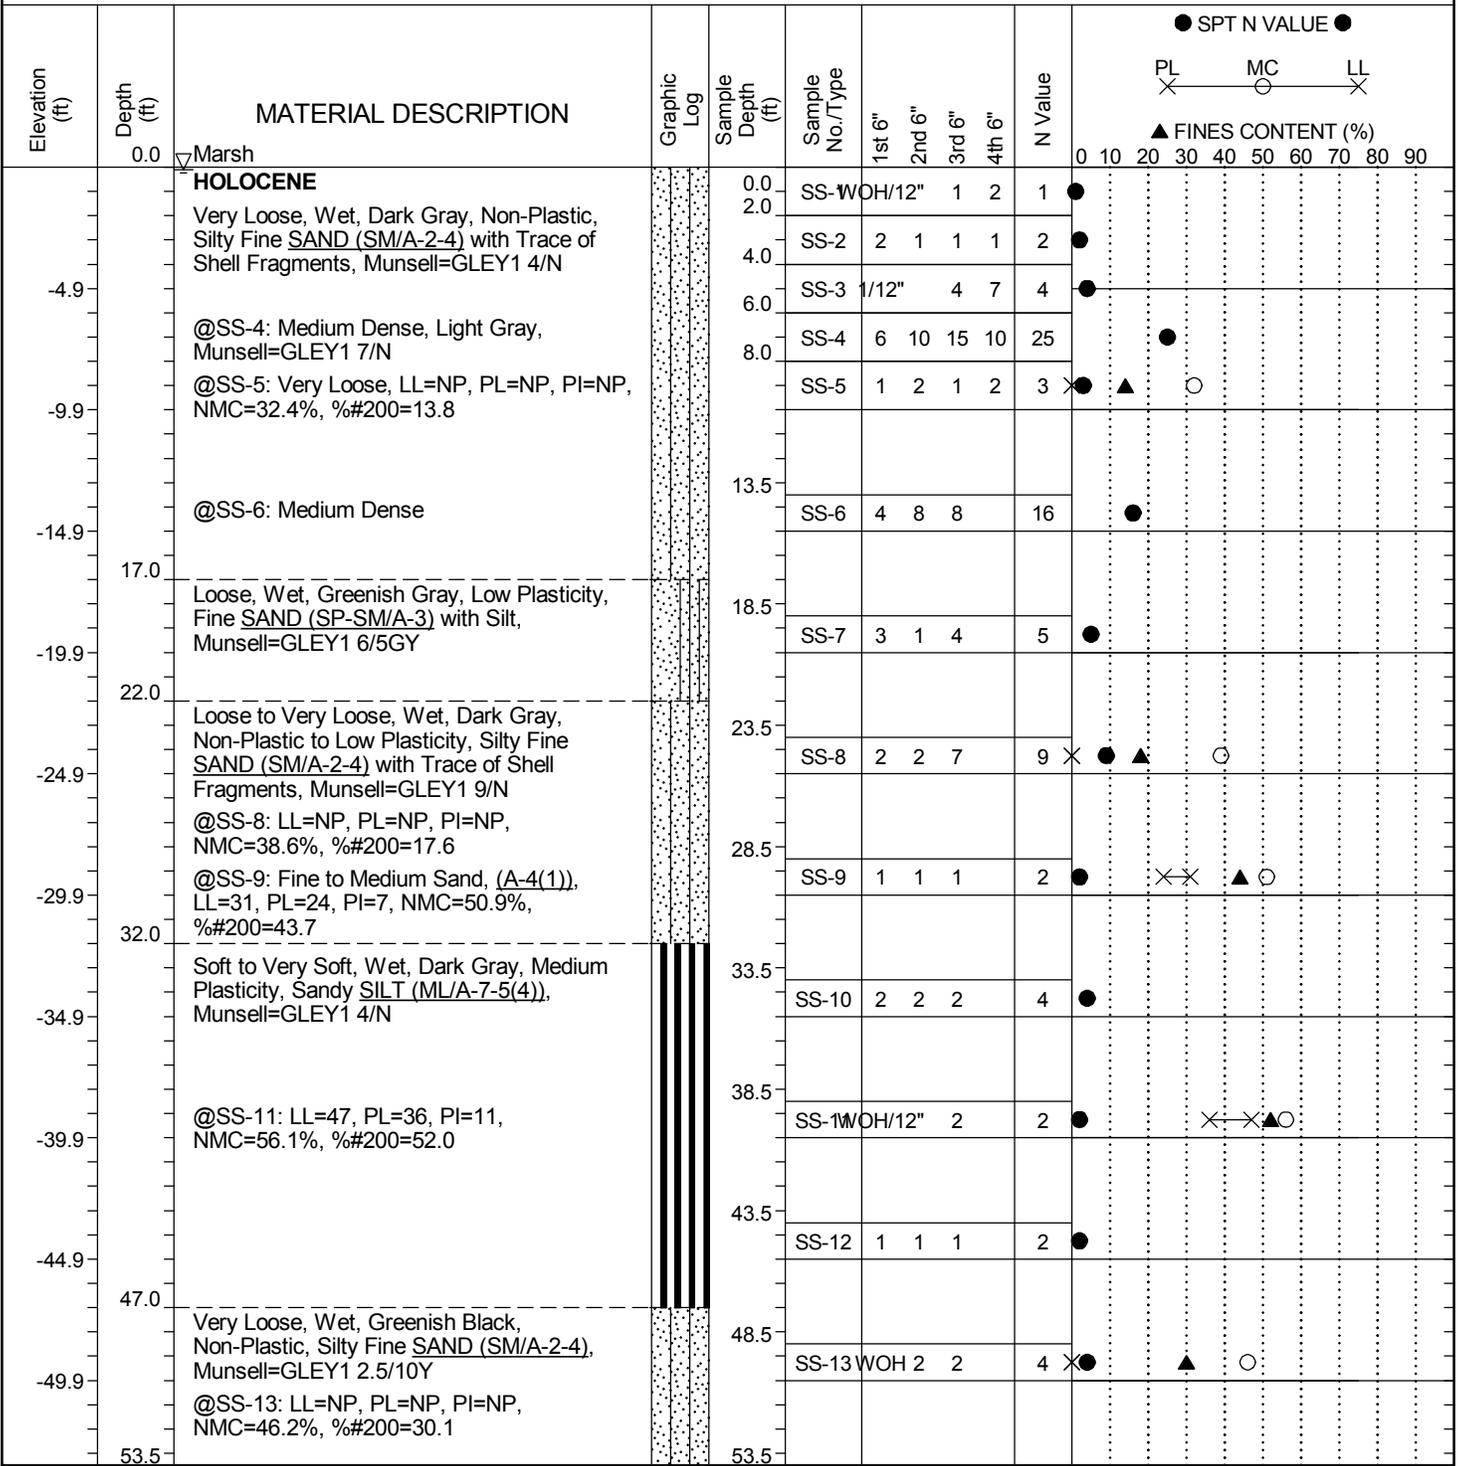 ● SPT N VALUE ●
PL MC LL
▲ FINES CONTENT (%)
0 10 20 30 40 50 60 70 80 90
Elevation (ft)
Depth (ft)
MATERIAL DESCRIPTION
Graphic Log
Sample Depth (ft)
Sample No./Type
1st 6"
2nd 6"
3rd 6"
4th 6"
N Value
0.0 Marsh
HOLOCENE
0.0
SS-1 WOH/12" 1 2 1
2.0
Very Loose, Wet, Dark Gray, Non-Plastic,
Silty Fine SAND (SM/A-2-4) with Trace of
Shell Fragments, Munsell=GLEY1 4/N
SS-2 2 1 1 1 2
4.0
-4.9
SS-3 1/12" 4 7 4
6.0
@SS-4: Medium Dense, Light Gray,
Munsell=GLEY1 7/N
SS-4 6 10 15 10 25
8.0
@SS-5: Very Loose, LL=NP, PL=NP, PI=NP,
NMC=32.4%, %#200=13.8
SS-5 1 2 1 2 3
-9.9
13.5
@SS-6: Medium Dense
SS-6 4 8 8 16
-14.9
17.0
Loose, Wet, Greenish Gray, Low Plasticity,
Fine SAND (SP-SM/A-3) with Silt,
Munsell=GLEY1 6/5GY
18.5
SS-7 3 1 4 5
-19.9
22.0
Loose to Very Loose, Wet, Dark Gray,
Non-Plastic to Low Plasticity, Silty Fine
SAND (SM/A-2-4) with Trace of Shell
Fragments, Munsell=GLEY1 9/N
23.5
SS-8 2 2 7 9
-24.9
@SS-8: LL=NP, PL=NP, PI=NP,
NMC=38.6%, %#200=17.6
28.5
@SS-9: Fine to Medium Sand, (A-4(1)),
LL=31, PL=24, PI=7, NMC=50.9%,
%#200=43.7
SS-9 1 1 1 2
-29.9
32.0
Soft to Very Soft, Wet, Dark Gray, Medium
Plasticity, Sandy SILT (ML/A-7-5(4)),
Munsell=GLEY1 4/N
33.5
SS-10 2 2 2 4
-34.9
38.5
@SS-11: LL=47, PL=36, PI=11,
NMC=56.1%, %#200=52.0
SS-11 WOH/12" 2 2
-39.9
43.5
SS-12 1 1 1 2
-44.9
47.0
Very Loose, Wet, Greenish Black,
Non-Plastic, Silty Fine SAND (SM/A-2-4),
Munsell=GLEY1 2.5/10Y
48.5
SS-13 WOH 2 2 4
-49.9
@SS-13: LL=NP, PL=NP, PI=NP,
NMC=46.2%, %#200=30.1
53.5
53.5